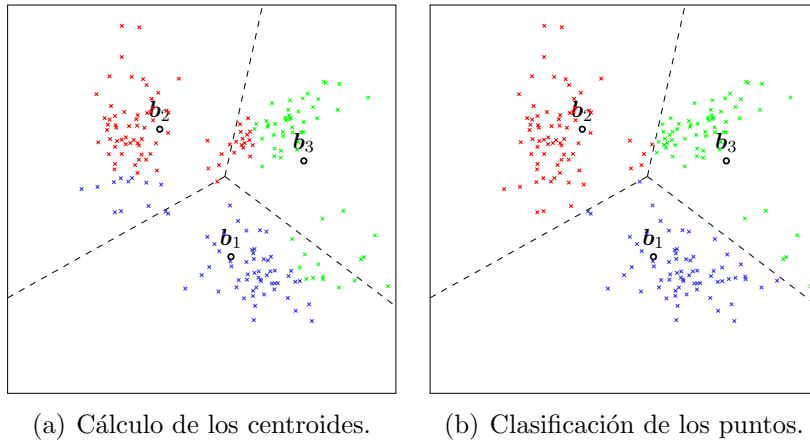 b₂ b₂
b₃ b₃
b₁ b₁
(a) Cálculo de los centroides. (b) Clasificación de los puntos.